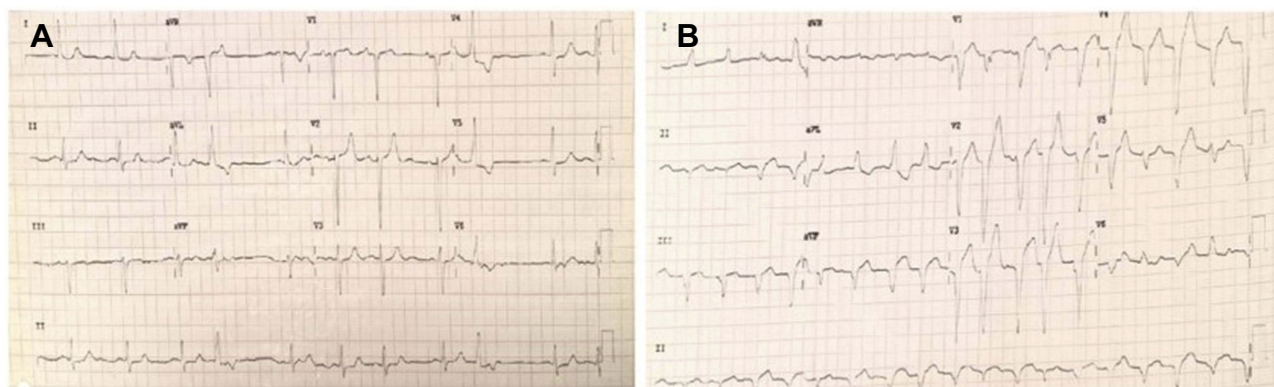 A
I aVR V1 V4
II aVL V2 V5
III aVF V3 V6
II
B
I aVR V1 V4
II aVL V2 V5
III aVF V3 V6
II